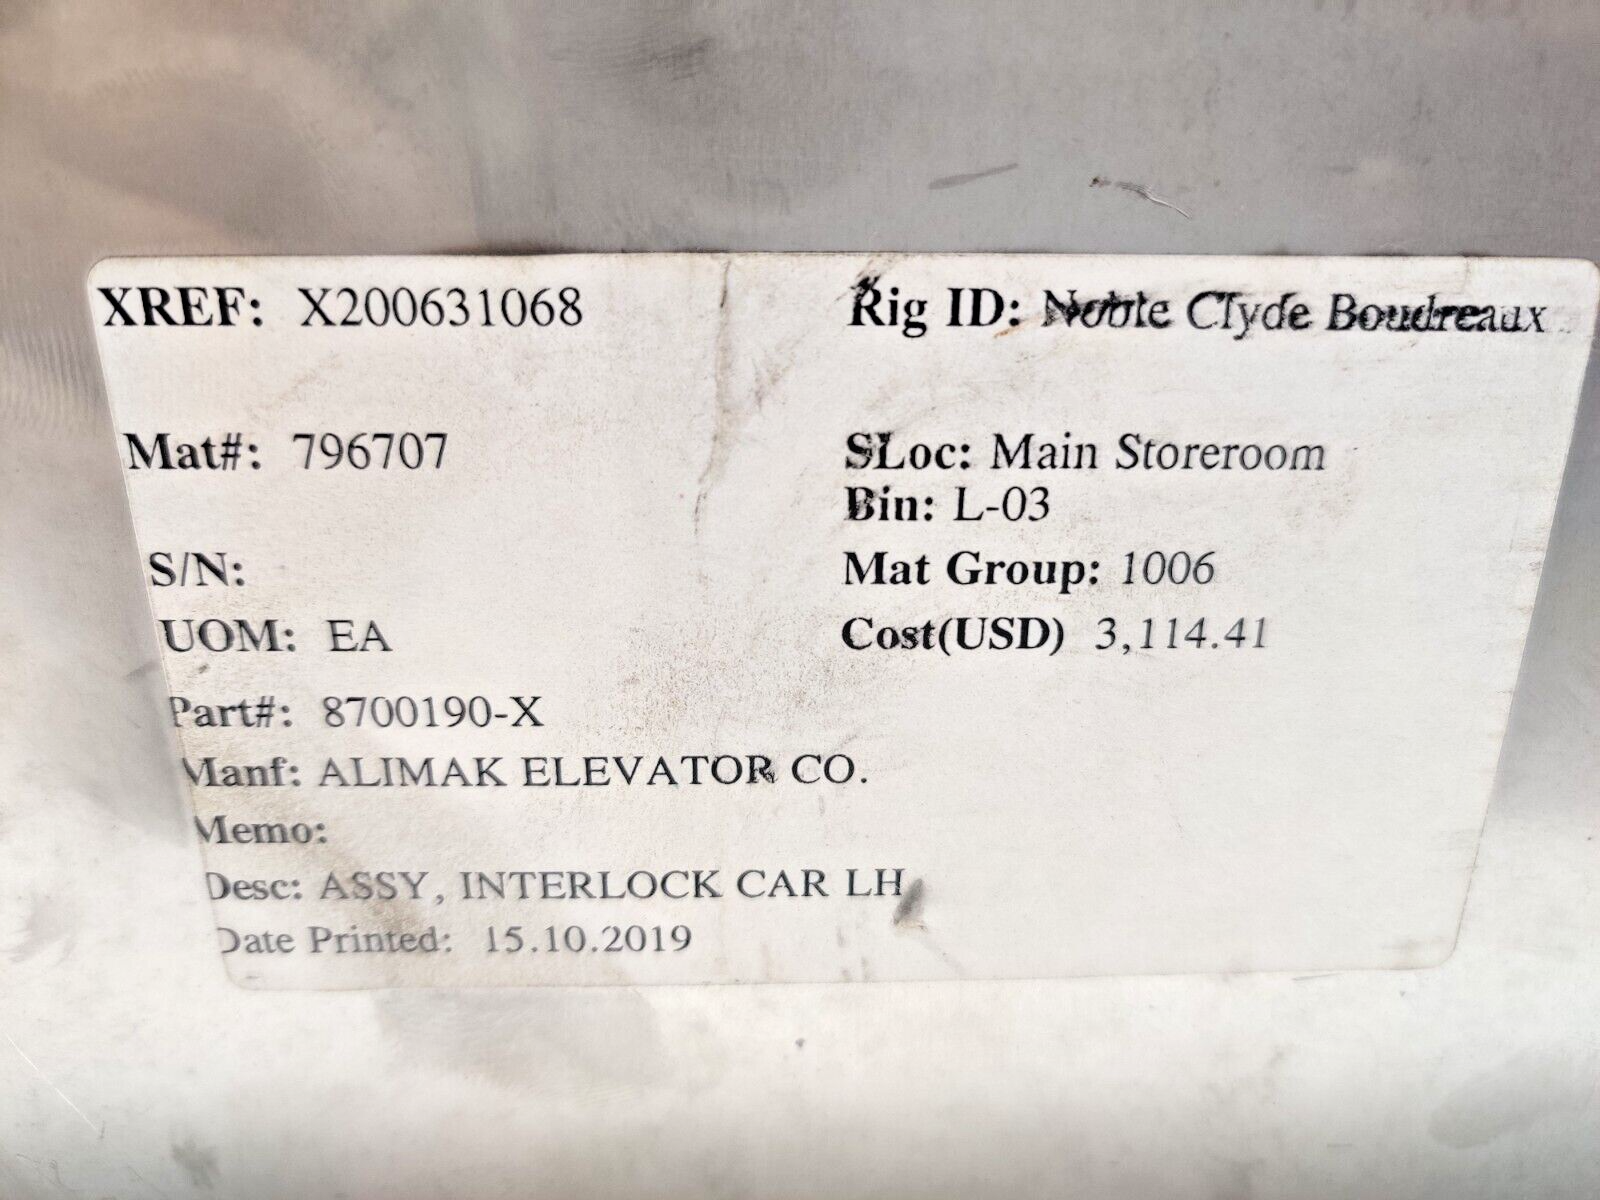 XREF: X200631068 Rig ID: Noble Clyde Boudreaux
Mat#: 796707 SLoc: Main Storeroom
Bin: L-03
S/N: Mat Group: 1006
UOM: EA Cost(USD) 3,114.41
Part#: 8700190-X
Manf: ALIMAK ELEVATOR CO.
Memo:
Desc: ASSY, INTERLOCK CAR LH
Date Printed: 15.10.2019